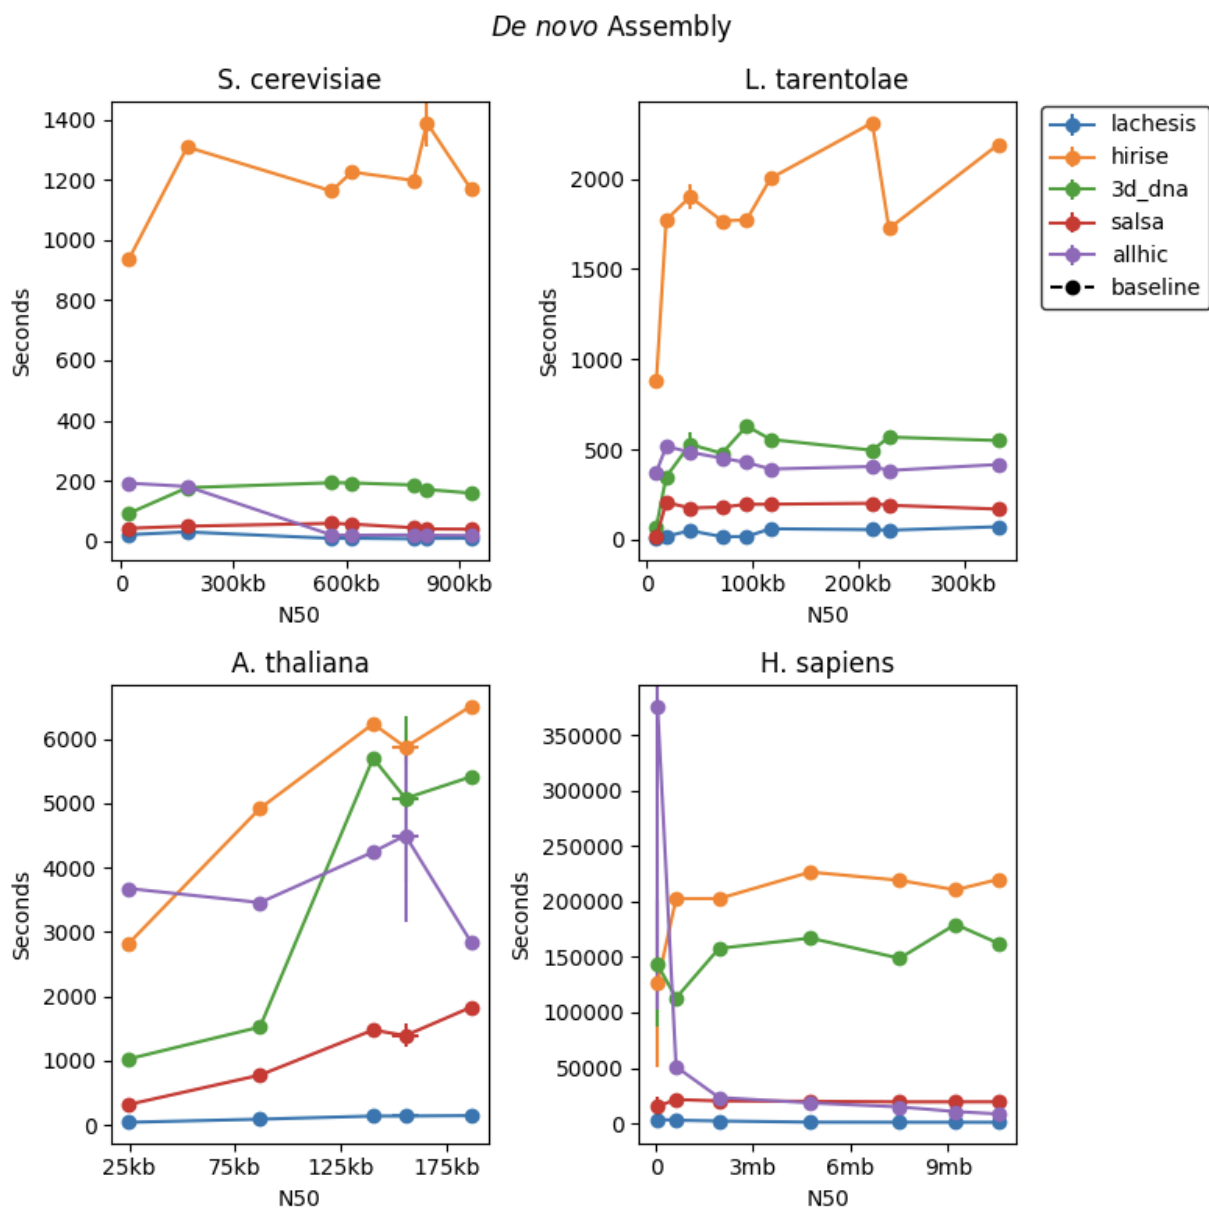 De novo Assembly
S. cerevisiae
1400
1200
1000
800
600
400
200
0
Seconds
0 300kb 600kb 900kb
N50
L. tarentolae
2000
1500
1000
500
0
Seconds
0 100kb 200kb 300kb
N50
lachesis
hirise
3d_dna
salsa
allhic
baseline
A. thaliana
6000
5000
4000
3000
2000
1000
0
Seconds
25kb 75kb 125kb 175kb
N50
H. sapiens
350000
300000
250000
200000
150000
100000
50000
0
Seconds
0 3mb 6mb 9mb
N50